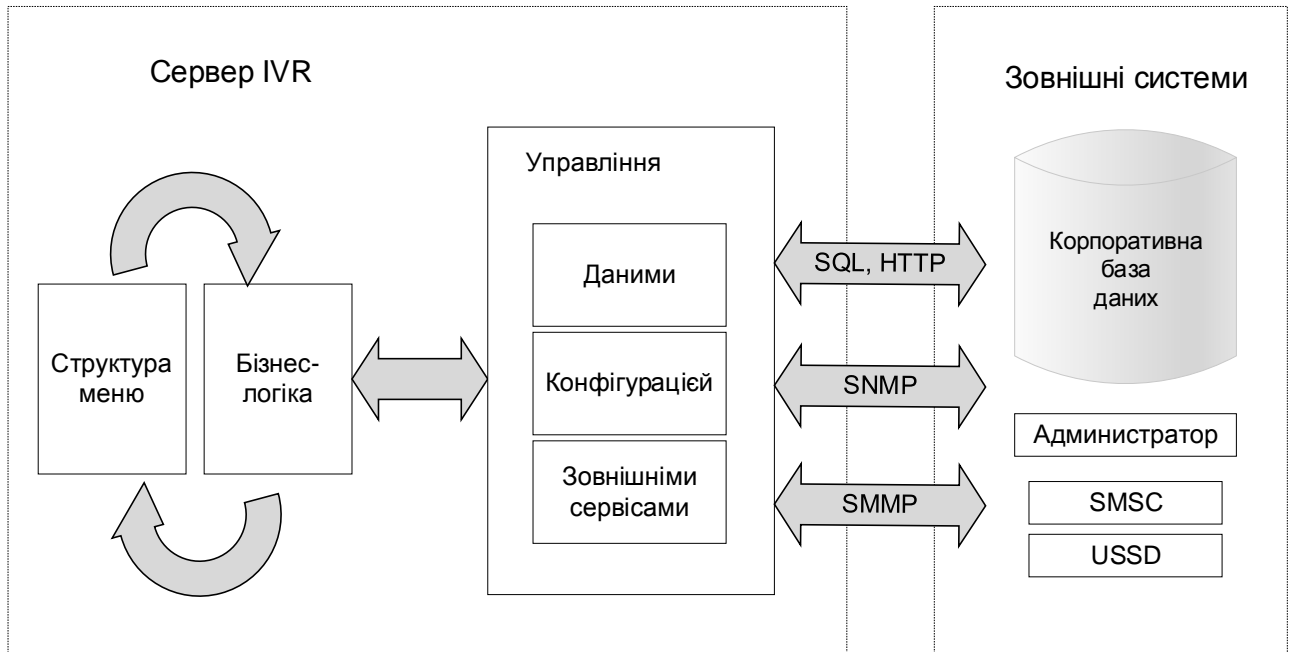 Сервер IVR
Зовнішні системи
Управління
Структура
меню
Бізнес-
логіка
Даними
Конфігурацією
Зовнішніми
сервісами
SQL, HTTP
SNMP
SMMP
Корпоративна
база
даних
Администратор
SMSC
USSD